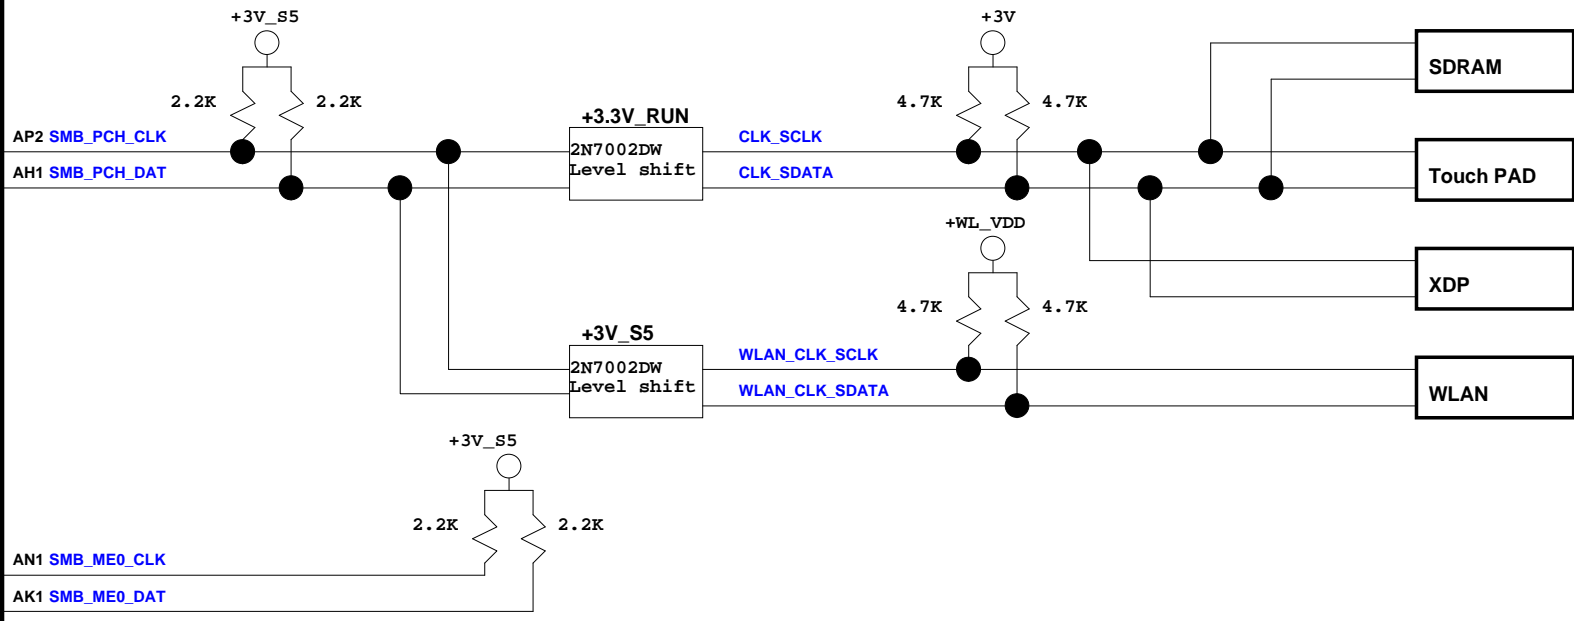 +3V_S5
+3V
SDRAM
2.2K
2.2K
4.7K
4.7K
+3.3V_RUN
AP2 SMB_PCH_CLK
2N7002DW
Level shift
CLK_SCLK
AH1 SMB_PCH_DAT
CLK_SDATA
Touch PAD
+WL_VDD
XDP
4.7K
4.7K
+3V_S5
2N7002DW
Level shift
WLAN_CLK_SCLK
WLAN_CLK_SDATA
WLAN
+3V_S5
2.2K
2.2K
AN1 SMB_ME0_CLK
AK1 SMB_ME0_DAT